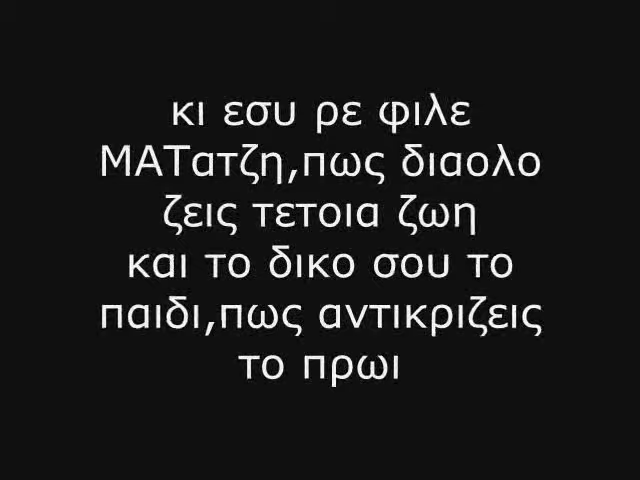 κι εσυ ρε φιλε
ΜΑΤατζη,πως διαολο
ζεις τετοια ζωη
και το δικο σου το
παιδι,πως αντικριζεις
το πρωι